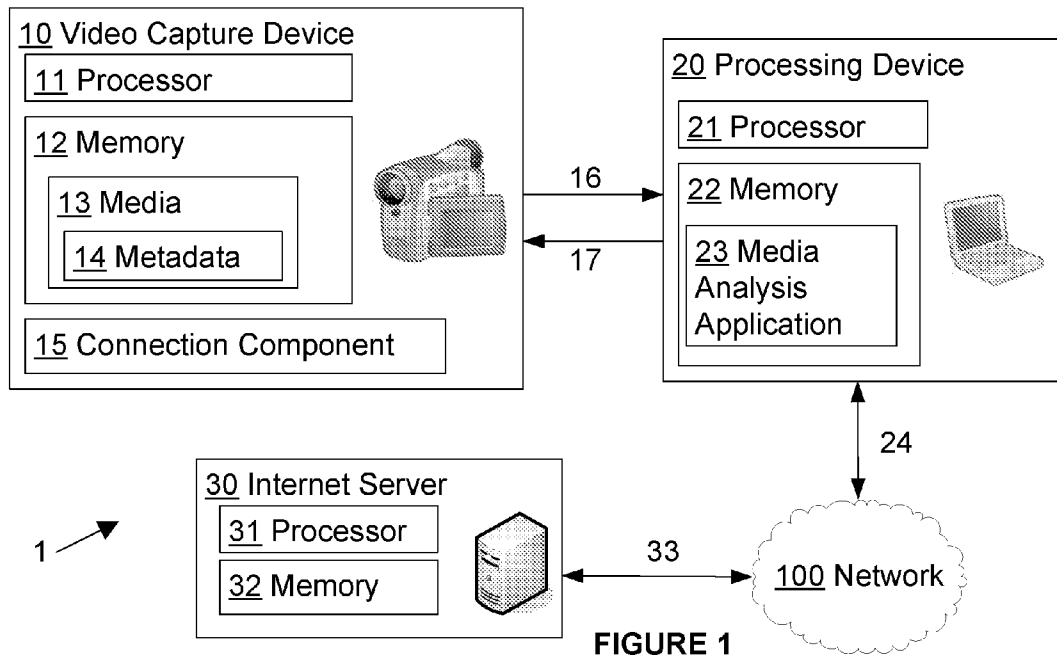 10 Video Capture Device
11 Processor
12 Memory
13 Media
14 Metadata
15 Connection Component
16
17
20 Processing Device
21 Processor
22 Memory
23 Media
Analysis
Application
24
30 Internet Server
31 Processor
32 Memory
33
100 Network
1
FIGURE 1